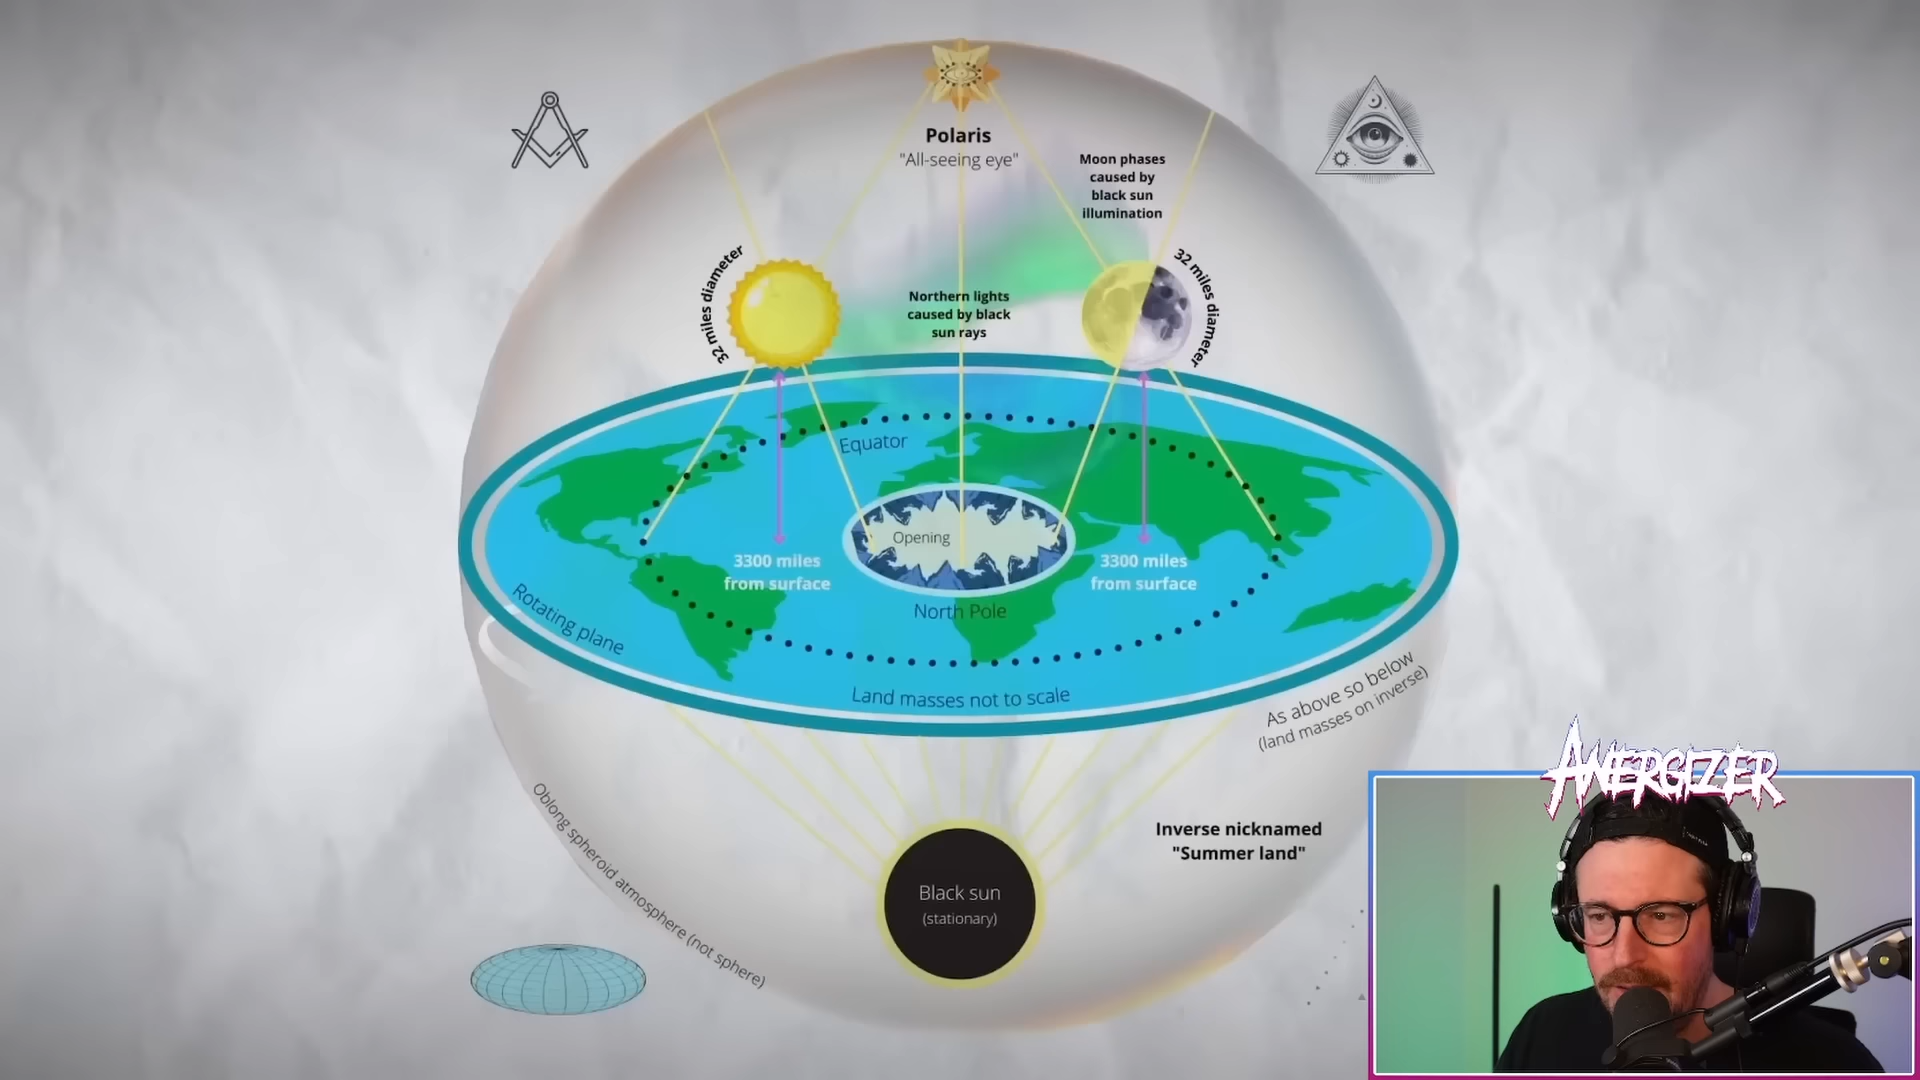 Polaris
"All-seeing eye"
Moon phases
caused by
black sun
illumination
32 miles diameter
32 miles diameter
Northern lights
caused by black
sun rays
Equator
Opening
3300 miles
from surface
3300 miles
from surface
North Pole
Rotating plane
Land masses not to scale
As above so below
(land masses on inverse)
Oblong spheroid atmosphere (not sphere)
Inverse nicknamed
"Summer land"
Black sun
(stationary)
ANERGIZER